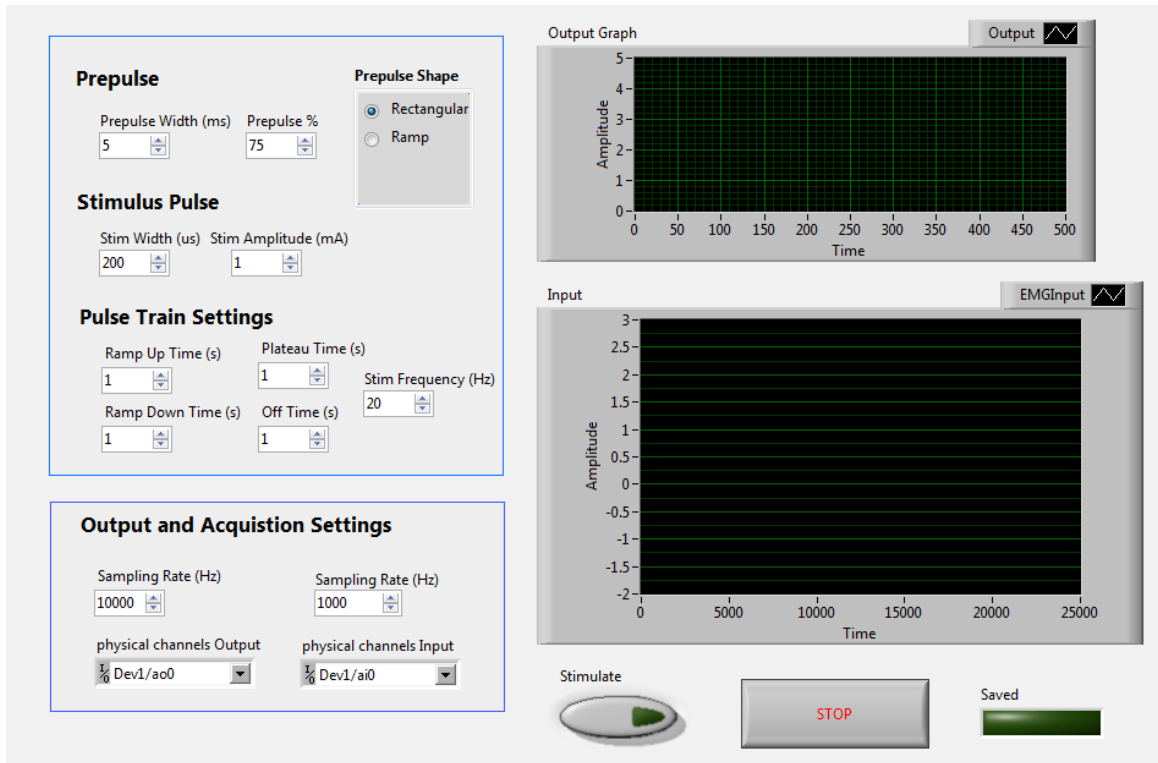 Prepulse
Prepulse Shape
Prepulse Width (ms) Prepulse %
5 75
Rectangular
Ramp
Stimulus Pulse
Stim Width (us) Stim Amplitude (mA)
200 1
Pulse Train Settings
Ramp Up Time (s) Plateau Time (s)
1 1
Stim Frequency (Hz)
20
Ramp Down Time (s) Off Time (s)
1 1
Output and Acquistion Settings
Sampling Rate (Hz) Sampling Rate (Hz)
10000 1000
physical channels Output physical channels Input
I/O Dev1/ao0 I/O Dev1/ai0
Output Graph Output
Amplitude
5
4
3
2
1
0
0 50 100 150 200 250 300 350 400 450 500
Time
Input EMGInput
Amplitude
3
2.5
2
1.5
1
0.5
0
-0.5
-1
-1.5
-2
0 5000 10000 15000 20000 25000
Time
Stimulate
STOP
Saved